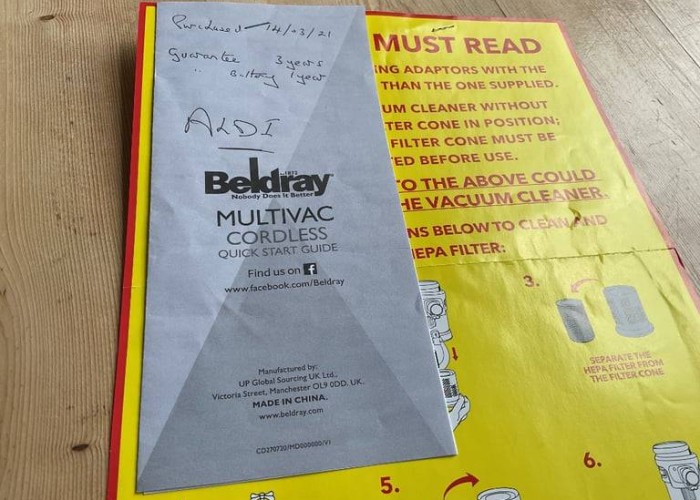 Purchased - 14/03/21
Guarantee 3 years
" Battery 1 year
ALDI
Beldray
Nobody Does It Better
MULTIVAC
CORDLESS
QUICK START GUIDE
Find us on f
www.facebook.com/Beldray
Manufactured by:
UP Global Sourcing UK Ltd.,
Victoria Street, Manchester OL9 0DD. UK.
MADE IN CHINA.
www.beldray.com
CD270720/MD000000/V1
MUST READ
ING ADAPTORS WITH THE
THAN THE ONE SUPPLIED.
UM CLEANER WITHOUT
TER CONE IN POSITION;
FILTER CONE MUST BE
ED BEFORE USE.
TO THE ABOVE COULD
HE VACUUM CLEANER.
NS BELOW TO CLEAN AND
HEPA FILTER:
3.
SEPARATE THE
HEPA FILTER FROM
THE FILTER CONE
5.
6.